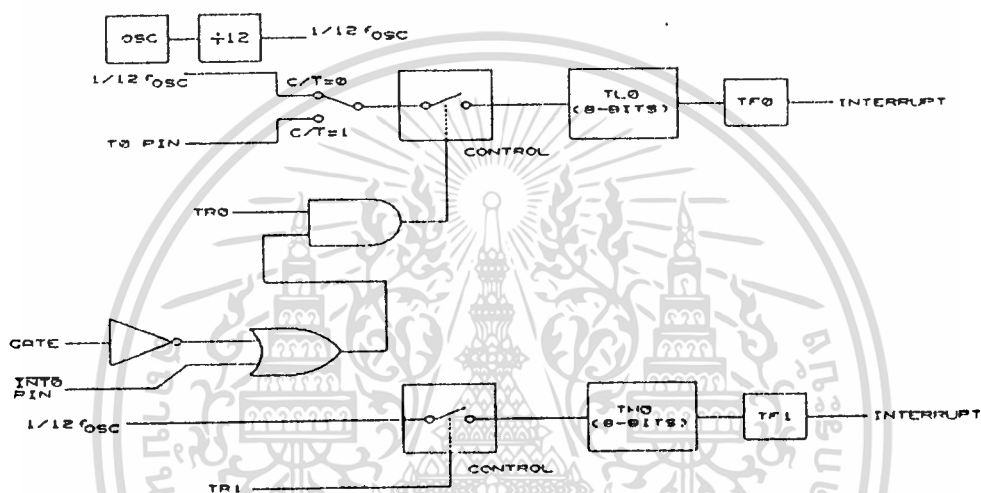 OSC
÷12
1/12 fOSC
1/12 fOSC
C/T=0
C/T=1
T0 PIN
CONTROL
TL0
(8-BITS)
TF0
INTERRUPT
TR0
GATE
INT0
PIN
1/12 fOSC
CONTROL
TR1
TH0
(8-BITS)
TF1
INTERRUPT